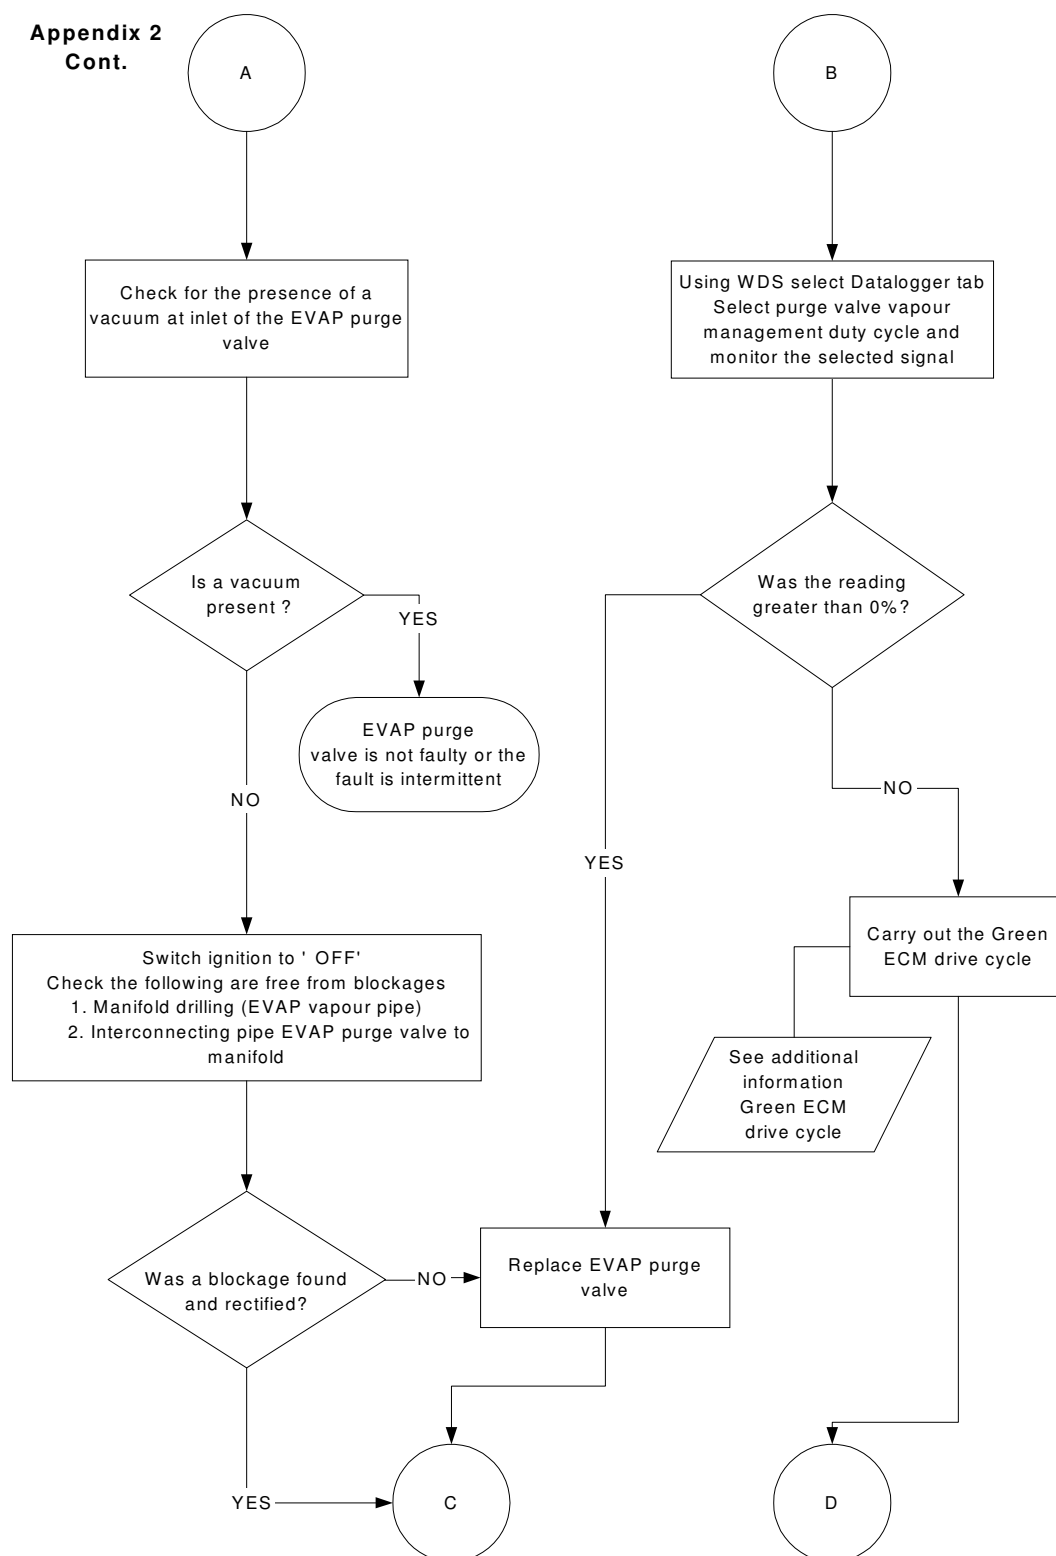 Appendix 2
Cont.
A
B
Check for the presence of a
vacuum at inlet of the EVAP purge
valve
Using WDS select Datalogger tab
Select purge valve vapour
management duty cycle and
monitor the selected signal
Is a vacuum
present ?
YES
Was the reading
greater than 0%?
EVAP purge
valve is not faulty or the
fault is intermittent
NO
NO
YES
Switch ignition to ' OFF'
Check the following are free from blockages
1. Manifold drilling (EVAP vapour pipe)
2. Interconnecting pipe EVAP purge valve to
manifold
Carry out the Green
ECM drive cycle
See additional
information
Green ECM
drive cycle
Was a blockage found
and rectified?
NO
Replace EVAP purge
valve
YES
C
D